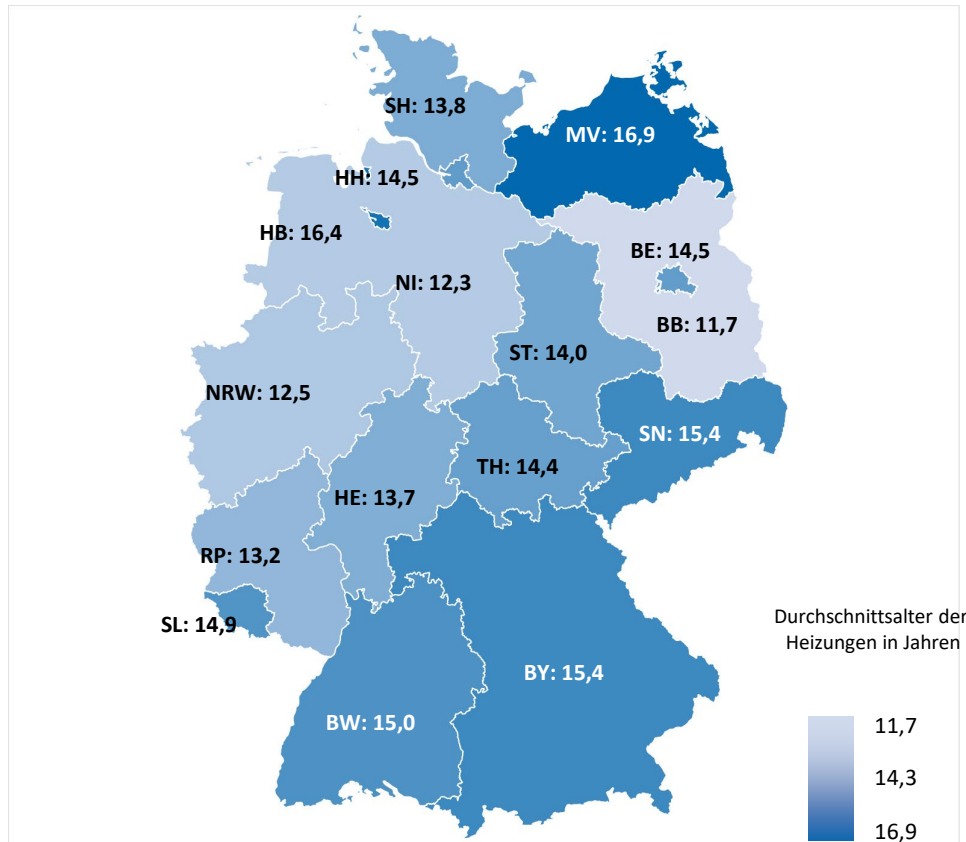 SH: 13,8
MV: 16,9
HH: 14,5
HB: 16,4
BE: 14,5
NI: 12,3
BB: 11,7
ST: 14,0
NRW: 12,5
SN: 15,4
TH: 14,4
HE: 13,7
RP: 13,2
SL: 14,9
BY: 15,4
BW: 15,0
Durchschnittsalter der
Heizungen in Jahren
11,7
14,3
16,9